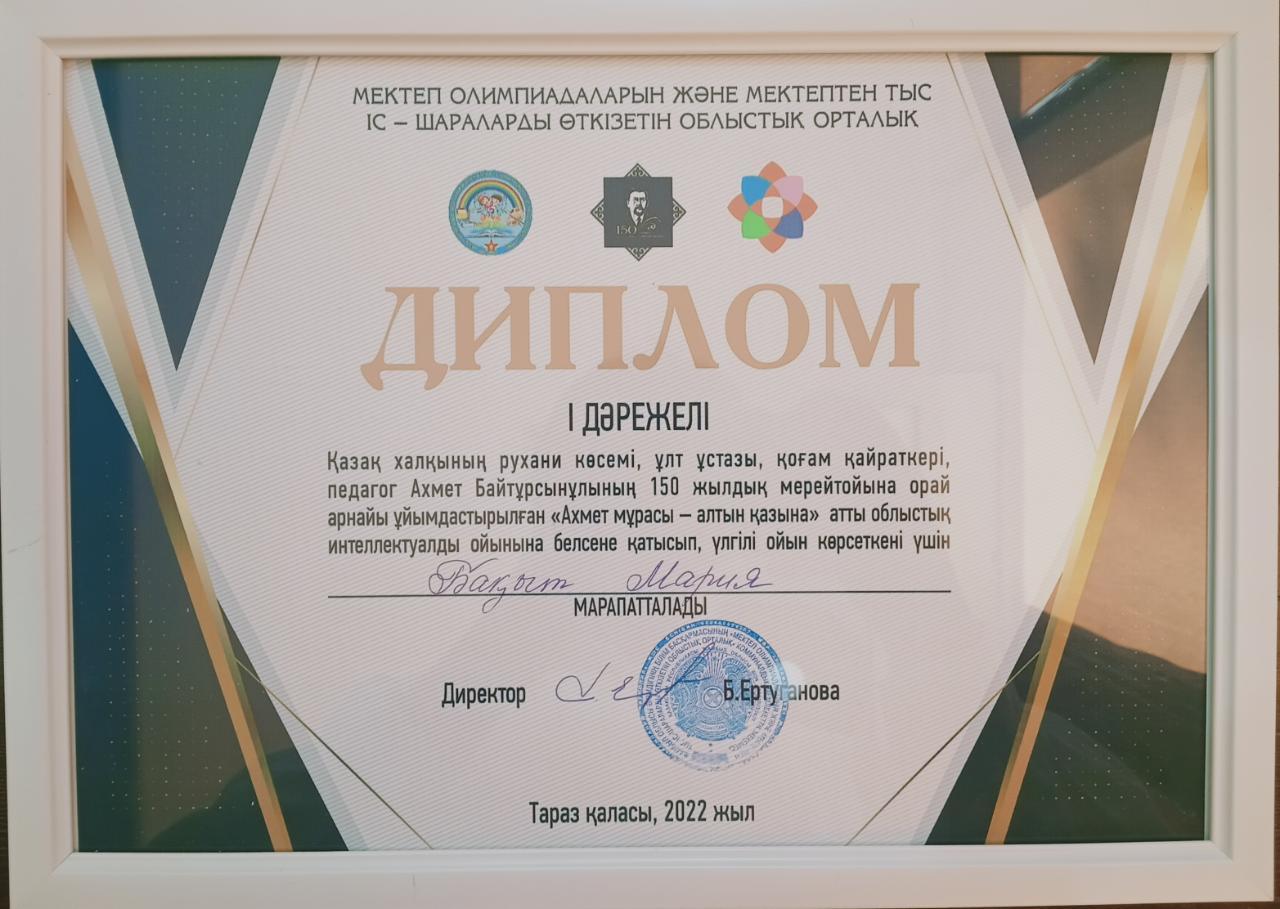 МЕКТЕП ОЛИМПИАДАЛАРЫН ЖӘНЕ МЕКТЕПТЕН ТЫС
ІС – ШАРАЛАРДЫ ӨТКІЗЕТІН ОБЛЫСТЫҚ ОРТАЛЫҚ
150
ДИПЛОМ
І ДӘРЕЖЕЛІ
Қазақ халқының рухани көсемі, ұлт ұстазы, қоғам қайраткері,
педагог Ахмет Байтұрсынұлының 150 жылдық мерейтойына орай
арнайы ұйымдастырылған «Ахмет мұрасы – алтын қазына» атты облыстық
интеллектуалды ойынына белсене қатысып, үлгілі ойын көрсеткені үшін
Бақыт Мария
МАРАПАТТАЛАДЫ
Директор Б.Ертуганова
Тараз қаласы, 2022 жыл